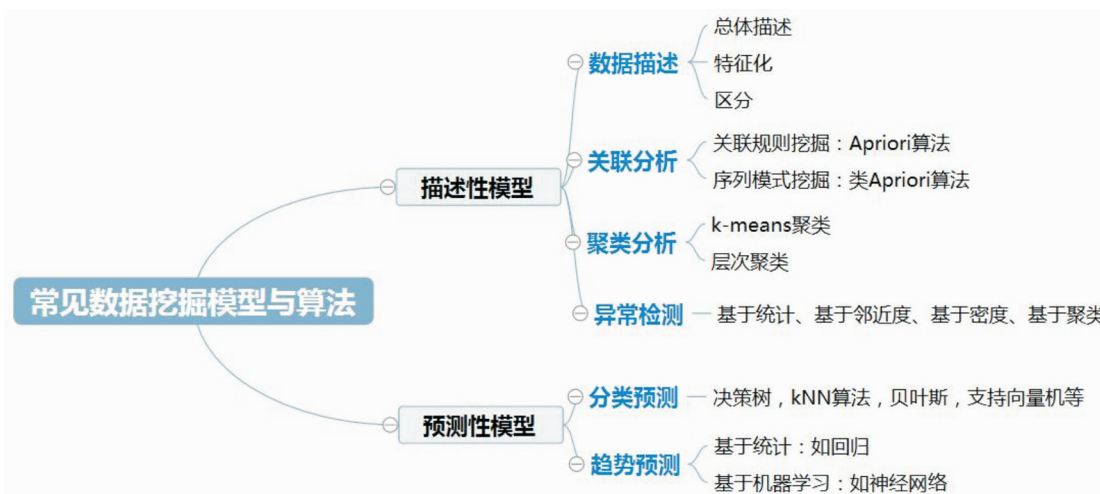 总体描述
数据描述
特征化
区分
关联规则挖掘：Apriori算法
关联分析
序列模式挖掘：类Apriori算法
描述性模型
k-means聚类
聚类分析
层次聚类
常见数据挖掘模型与算法
异常检测
基于统计、基于邻近度、基于密度、基于聚类
分类预测
决策树，kNN算法，贝叶斯，支持向量机等
预测性模型
基于统计：如回归
趋势预测
基于机器学习：如神经网络